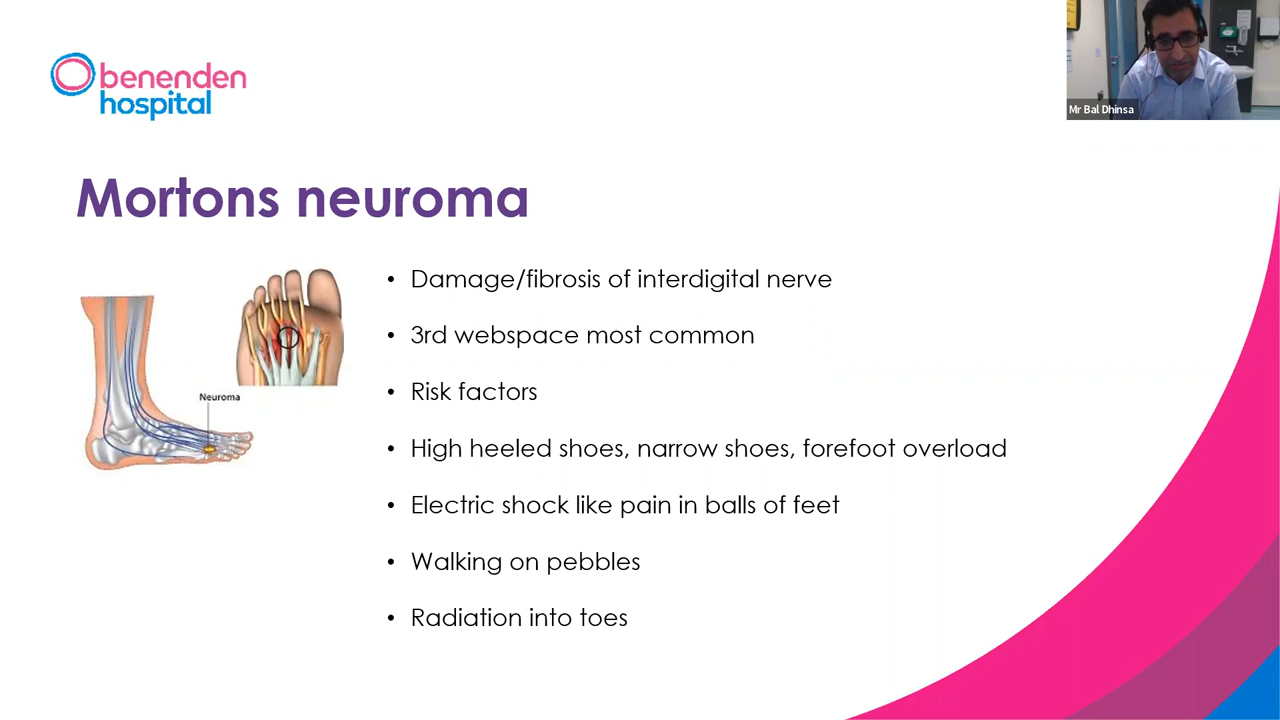 benenden
hospital
Mr Bal Dhinsa
Mortons neuroma
Neuroma
• Damage/fibrosis of interdigital nerve
• 3rd webspace most common
• Risk factors
• High heeled shoes, narrow shoes, forefoot overload
• Electric shock like pain in balls of feet
• Walking on pebbles
• Radiation into toes